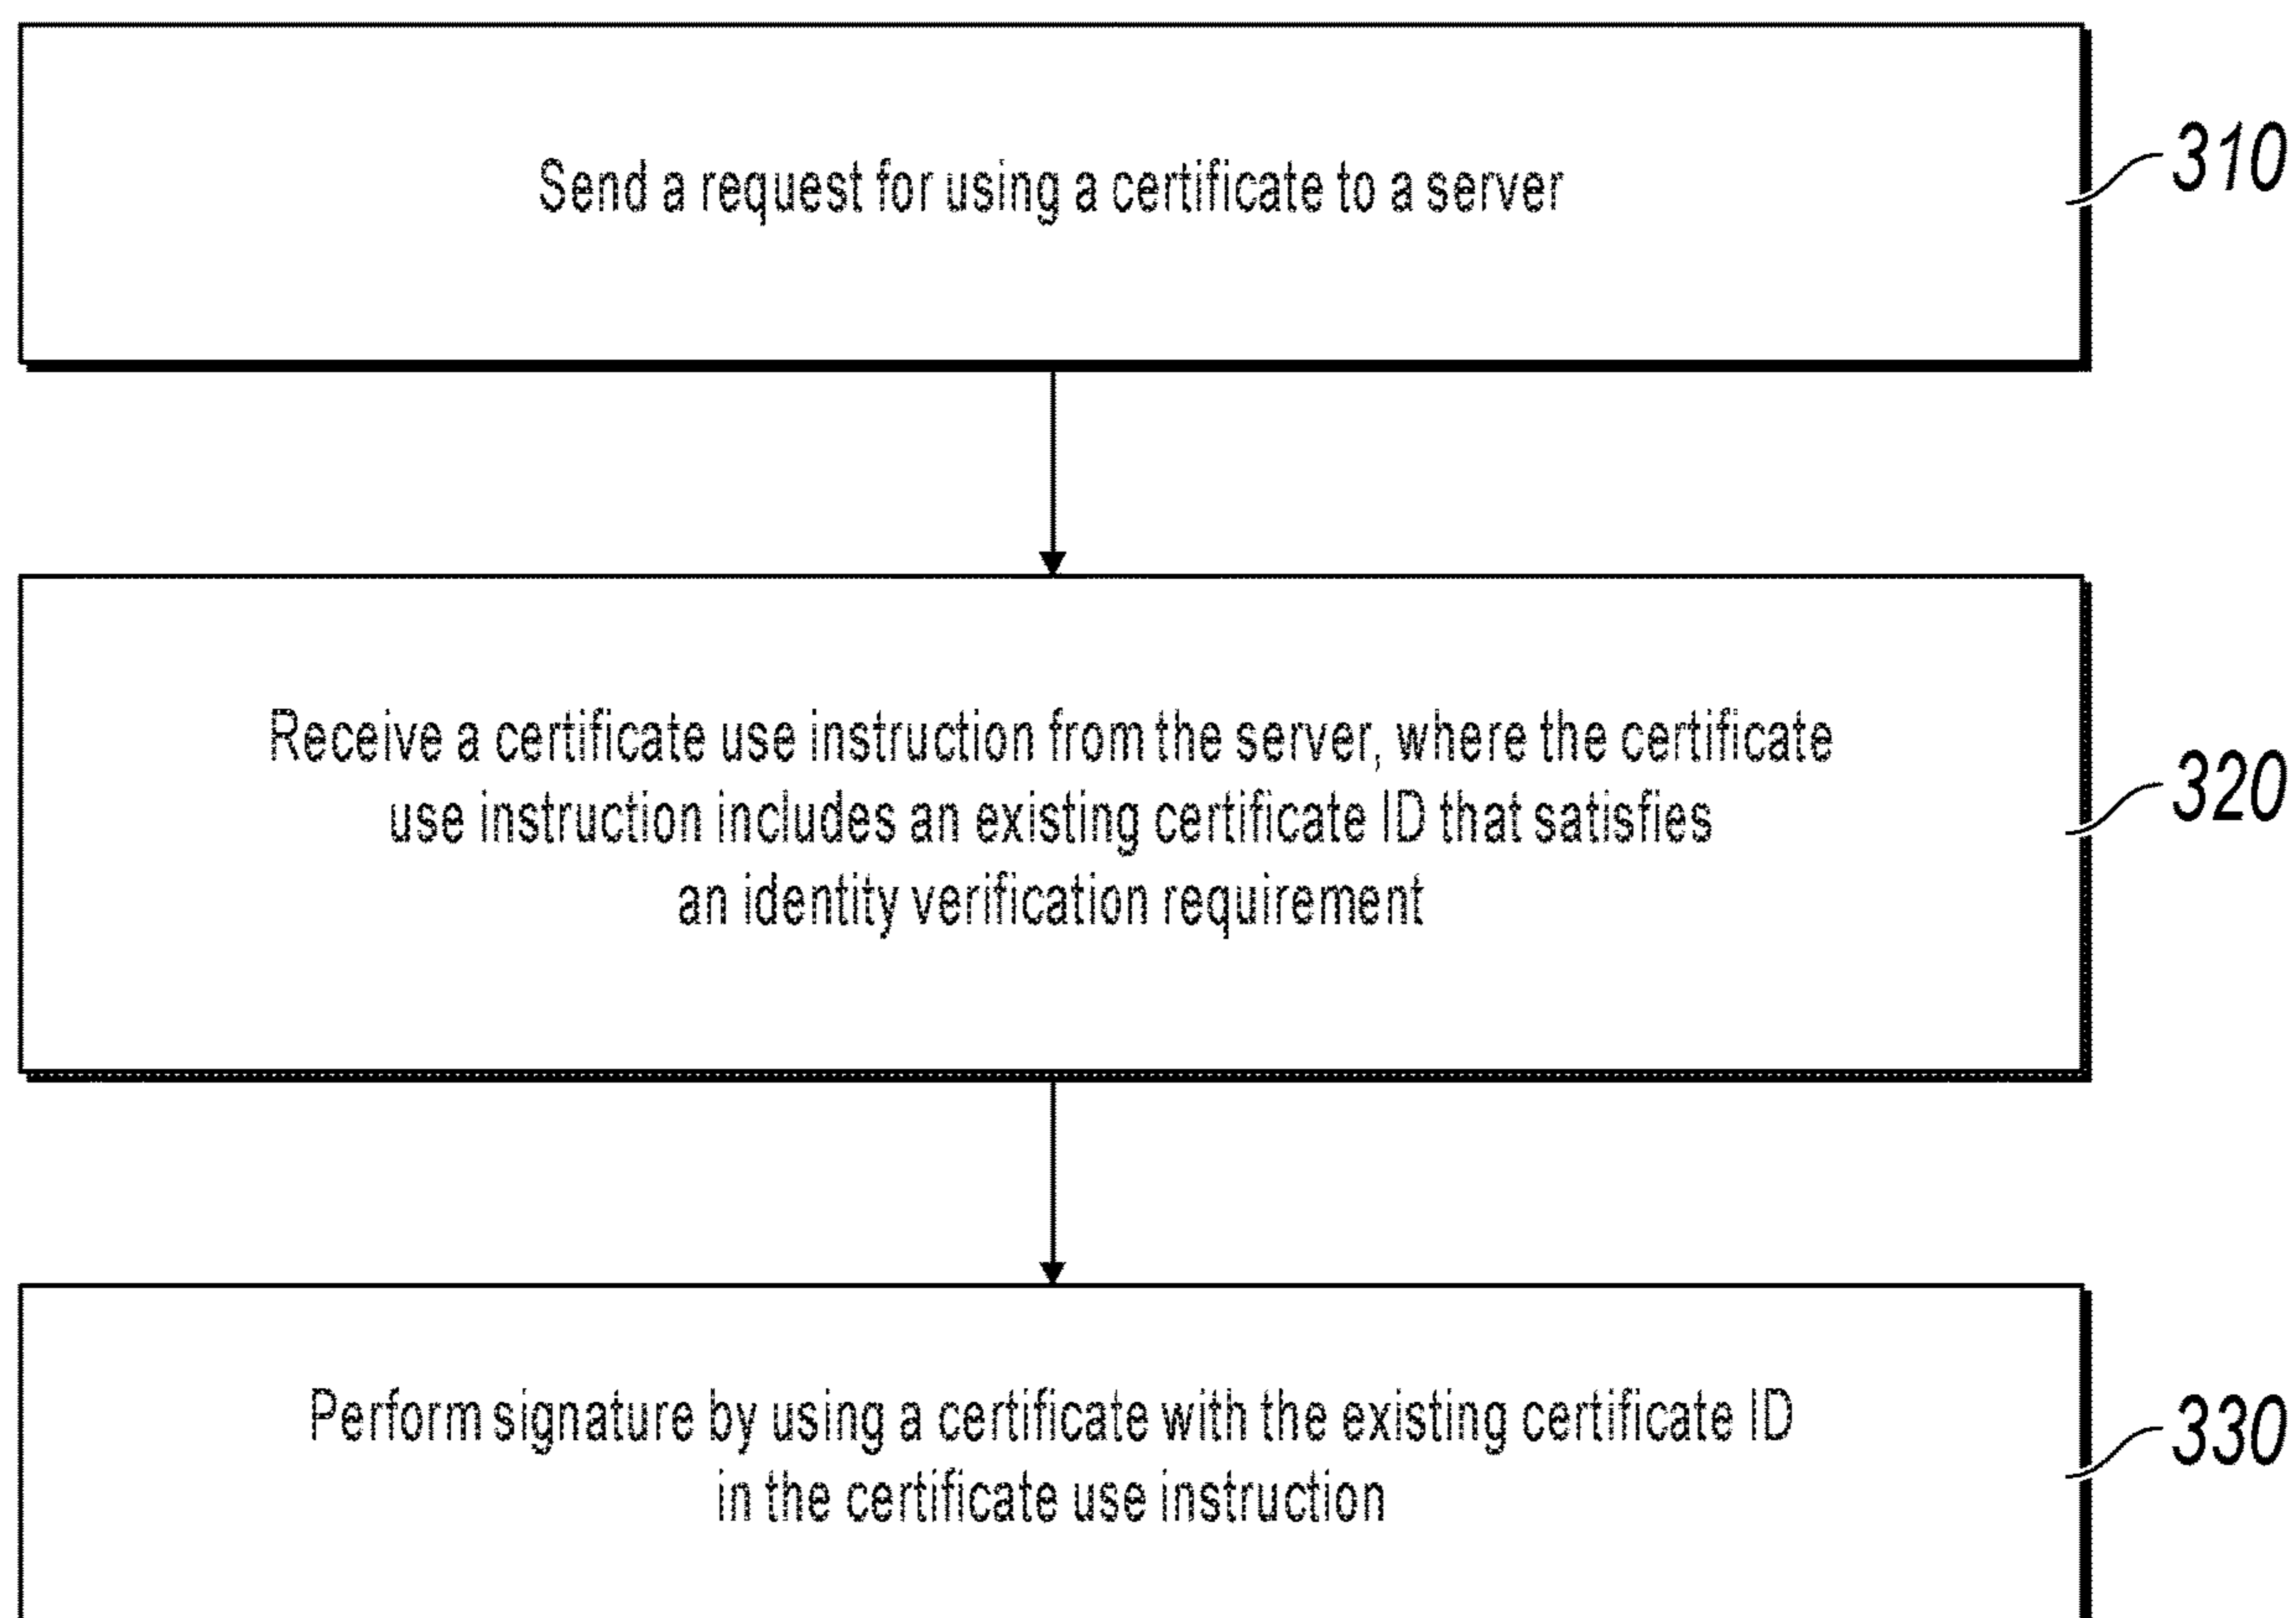 Send a request for using a certificate to a server
310
Receive a certificate use instruction from the server, where the certificate
use instruction includes an existing certificate ID that satisfies
an identity verification requirement
320
Perform signature by using a certificate with the existing certificate ID
in the certificate use instruction
330